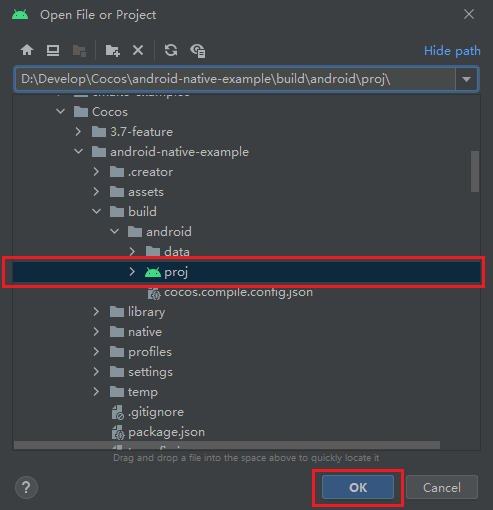 Open File or Project
Hide path
D:\Develop\Cocos\android-native-example\build\android\proj\
Cocos
3.7-feature
android-native-example
.creator
assets
build
android
data
proj
cocos.compile.config.json
library
native
profiles
settings
temp
.gitignore
package.json
Drag and drop a file into the space above to quickly locate it
?
OK
Cancel